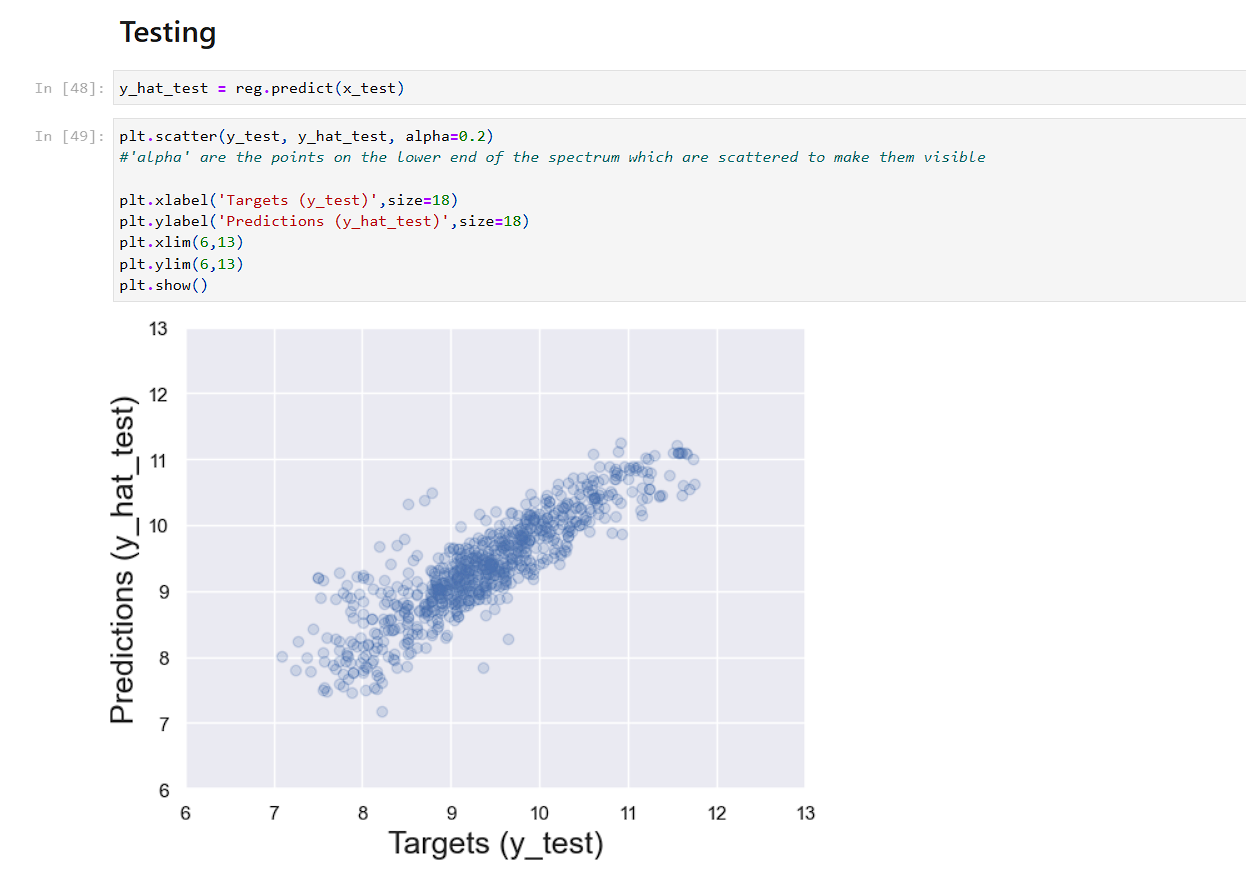 Testing
In [48]:
y_hat_test = reg.predict(x_test)
In [49]:
plt.scatter(y_test, y_hat_test, alpha=0.2)
#'alpha' are the points on the lower end of the spectrum which are scattered to make them visible
plt.xlabel('Targets (y_test)',size=18)
plt.ylabel('Predictions (y_hat_test)',size=18)
plt.xlim(6,13)
plt.ylim(6,13)
plt.show()
Predictions (y_hat_test)
13
12
11
10
9
8
7
6
6 7 8 9 10 11 12 13
Targets (y_test)